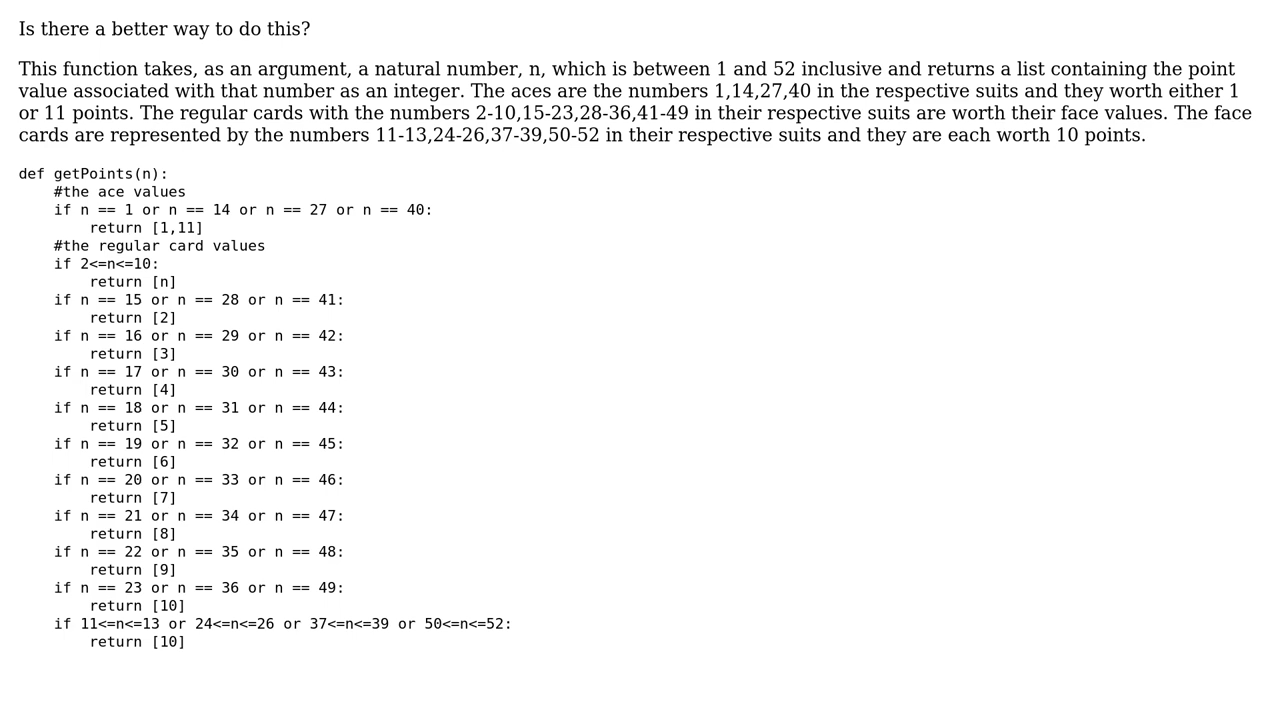 Is there a better way to do this?
This function takes, as an argument, a natural number, n, which is between 1 and 52 inclusive and returns a list containing the point
value associated with that number as an integer. The aces are the numbers 1,14,27,40 in the respective suits and they worth either 1
or 11 points. The regular cards with the numbers 2-10,15-23,28-36,41-49 in their respective suits are worth their face values. The face
cards are represented by the numbers 11-13,24-26,37-39,50-52 in their respective suits and they are each worth 10 points.
def getPoints(n):
    #the ace values
    if n == 1 or n == 14 or n == 27 or n == 40:
        return [1,11]
    #the regular card values
    if 2<=n<=10:
        return [n]
    if n == 15 or n == 28 or n == 41:
        return [2]
    if n == 16 or n == 29 or n == 42:
        return [3]
    if n == 17 or n == 30 or n == 43:
        return [4]
    if n == 18 or n == 31 or n == 44:
        return [5]
    if n == 19 or n == 32 or n == 45:
        return [6]
    if n == 20 or n == 33 or n == 46:
        return [7]
    if n == 21 or n == 34 or n == 47:
        return [8]
    if n == 22 or n == 35 or n == 48:
        return [9]
    if n == 23 or n == 36 or n == 49:
        return [10]
    if 11<=n<=13 or 24<=n<=26 or 37<=n<=39 or 50<=n<=52:
        return [10]